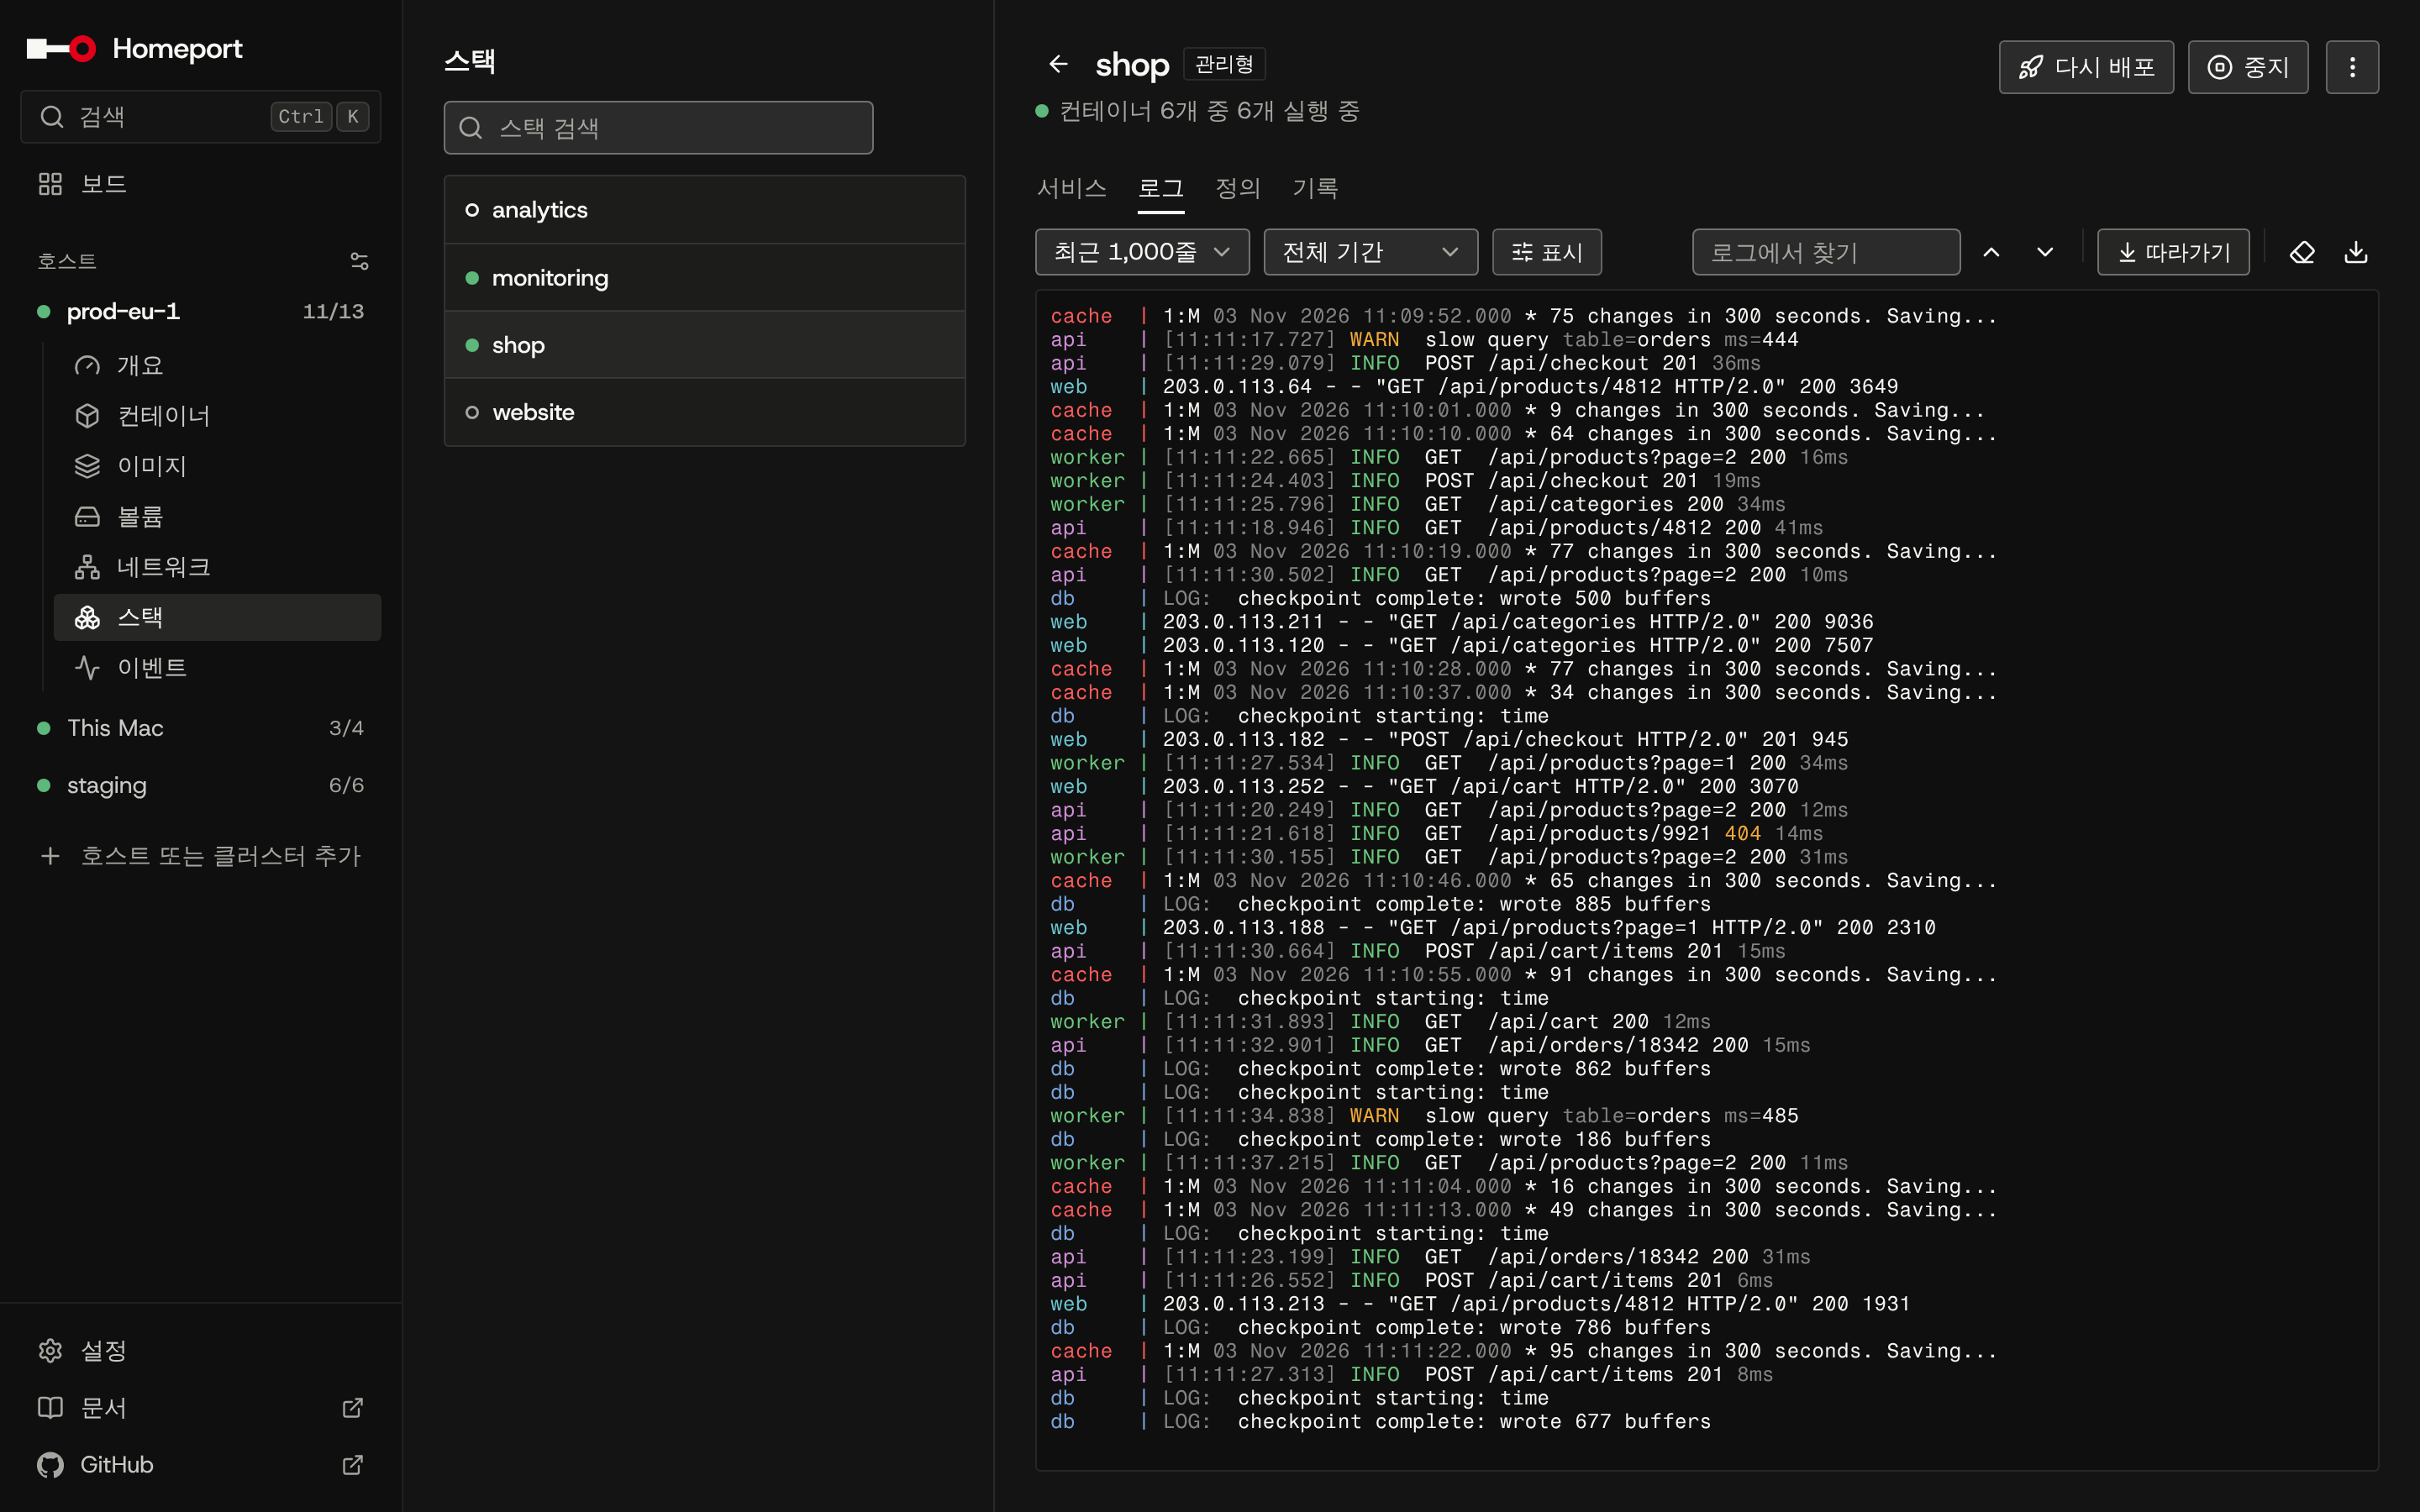 Homeport
검색 Ctrl K
보드
호스트
prod-eu-1 11/13
개요
컨테이너
이미지
볼륨
네트워크
스택
이벤트
This Mac 3/4
staging 6/6
호스트 또는 클러스터 추가
설정
문서
GitHub
스택
스택 검색
analytics
monitoring
shop
website
shop 관리형
컨테이너 6개 중 6개 실행 중
다시 배포
중지
서비스 로그 정의 기록
최근 1,000줄 전체 기간 표시 로그에서 찾기 따라가기
cache | 1:M 03 Nov 2026 11:09:52.000 * 75 changes in 300 seconds. Saving...
api | [11:11:17.727] WARN slow query table=orders ms=444
api | [11:11:29.079] INFO POST /api/checkout 201 36ms
web | 203.0.113.64 - - "GET /api/products/4812 HTTP/2.0" 200 3649
cache | 1:M 03 Nov 2026 11:10:01.000 * 9 changes in 300 seconds. Saving...
cache | 1:M 03 Nov 2026 11:10:10.000 * 64 changes in 300 seconds. Saving...
worker | [11:11:22.665] INFO GET /api/products?page=2 200 16ms
worker | [11:11:24.403] INFO POST /api/checkout 201 19ms
worker | [11:11:25.796] INFO GET /api/categories 200 34ms
api | [11:11:18.946] INFO GET /api/products/4812 200 41ms
cache | 1:M 03 Nov 2026 11:10:19.000 * 77 changes in 300 seconds. Saving...
api | [11:11:30.502] INFO GET /api/products?page=2 200 10ms
db | LOG: checkpoint complete: wrote 500 buffers
web | 203.0.113.211 - - "GET /api/categories HTTP/2.0" 200 9036
web | 203.0.113.120 - - "GET /api/categories HTTP/2.0" 200 7507
cache | 1:M 03 Nov 2026 11:10:28.000 * 77 changes in 300 seconds. Saving...
cache | 1:M 03 Nov 2026 11:10:37.000 * 34 changes in 300 seconds. Saving...
db | LOG: checkpoint starting: time
web | 203.0.113.182 - - "POST /api/checkout HTTP/2.0" 201 945
worker | [11:11:27.534] INFO GET /api/products?page=1 200 34ms
web | 203.0.113.252 - - "GET /api/cart HTTP/2.0" 200 3070
api | [11:11:20.249] INFO GET /api/products?page=2 200 12ms
api | [11:11:21.618] INFO GET /api/products/9921 404 14ms
worker | [11:11:30.155] INFO GET /api/products?page=2 200 31ms
cache | 1:M 03 Nov 2026 11:10:46.000 * 65 changes in 300 seconds. Saving...
db | LOG: checkpoint complete: wrote 885 buffers
web | 203.0.113.188 - - "GET /api/products?page=1 HTTP/2.0" 200 2310
api | [11:11:30.664] INFO POST /api/cart/items 201 15ms
cache | 1:M 03 Nov 2026 11:10:55.000 * 91 changes in 300 seconds. Saving...
db | LOG: checkpoint starting: time
worker | [11:11:31.893] INFO GET /api/cart 200 12ms
api | [11:11:32.901] INFO GET /api/orders/18342 200 15ms
db | LOG: checkpoint complete: wrote 862 buffers
db | LOG: checkpoint starting: time
worker | [11:11:34.838] WARN slow query table=orders ms=485
db | LOG: checkpoint complete: wrote 186 buffers
worker | [11:11:37.215] INFO GET /api/products?page=2 200 11ms
cache | 1:M 03 Nov 2026 11:11:04.000 * 16 changes in 300 seconds. Saving...
cache | 1:M 03 Nov 2026 11:11:13.000 * 49 changes in 300 seconds. Saving...
db | LOG: checkpoint starting: time
api | [11:11:23.199] INFO GET /api/orders/18342 200 31ms
api | [11:11:26.552] INFO POST /api/cart/items 201 6ms
web | 203.0.113.213 - - "GET /api/products/4812 HTTP/2.0" 200 1931
db | LOG: checkpoint complete: wrote 786 buffers
cache | 1:M 03 Nov 2026 11:11:22.000 * 95 changes in 300 seconds. Saving...
api | [11:11:27.313] INFO POST /api/cart/items 201 8ms
db | LOG: checkpoint starting: time
db | LOG: checkpoint complete: wrote 677 buffers